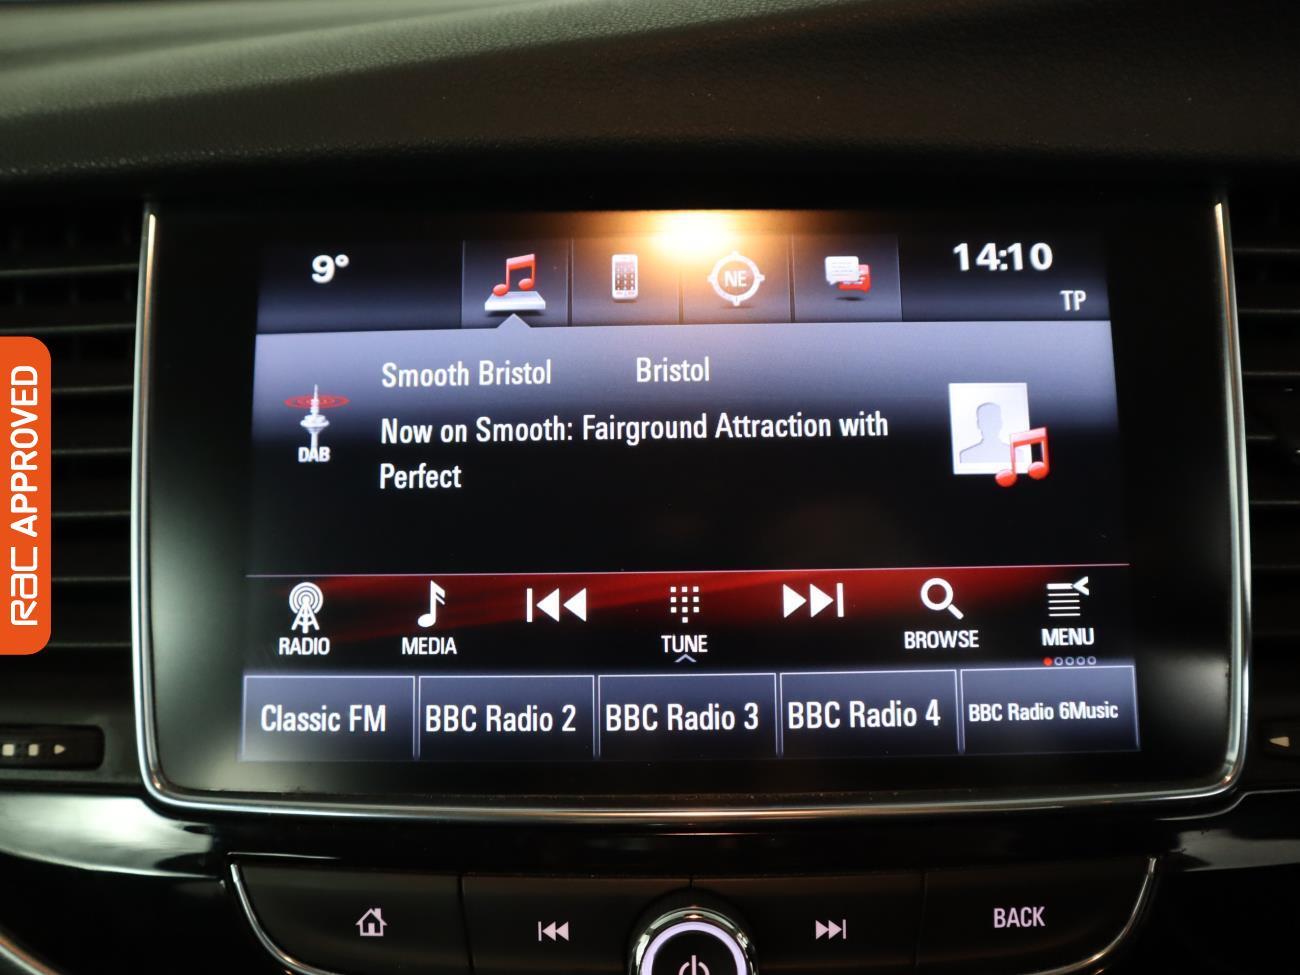 9°
NE
14:10
TP
Smooth Bristol Bristol
DAB
Now on Smooth: Fairground Attraction with
Perfect
RADIO
MEDIA
TUNE
BROWSE
MENU
Classic FM
BBC Radio 2
BBC Radio 3
BBC Radio 4
BBC Radio 6Music
BACK
RAC APPROVED